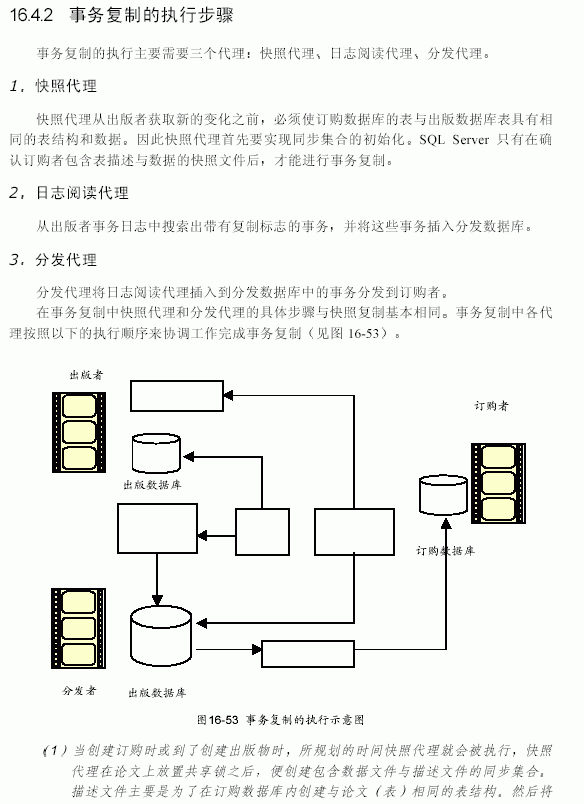 16.4.2 事务复制的执行步骤
事务复制的执行主要需要三个代理：快照代理、日志阅读代理、分发代理。
1．快照代理
快照代理从出版者获取新的变化之前，必须使订购数据库的表与出版数据库表具有相
同的表结构和数据。因此快照代理首先要实现同步集合的初始化。SQL Server 只有在确
认订购者包含表描述与数据的快照文件后，才能进行事务复制。
2，日志阅读代理
从出版者事务日志中搜索出带有复制标志的事务，并将这些事务插入分发数据库。
3．分发代理
分发代理将日志阅读代理插入到分发数据库中的事务分发到订购者。
在事务复制中快照代理和分发代理的具体步骤与快照复制基本相同。事务复制中各代
理按照以下的执行顺序来协调工作完成事务复制（见图 16-53）。
出版者
订购者
出版数据库
订购数据库
分发者
出版数据库
图16-53 事务复制的执行示意图
（1）当创建订购时或到了创建出版物时，所规划的时间快照代理就会被执行，快照
代理在论文上放置共享锁之后，便创建包含数据文件与描述文件的同步集合。
描述文件主要是为了在订购数据库内创建与论文（表）相同的表结构。然后将